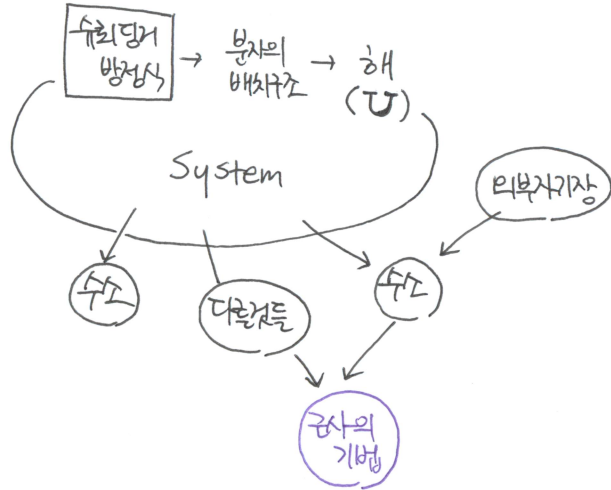 슈뢰딩거
방정식
→ 분자의
배치구조
→ 해
(U)
System
외부자기장
수소
다른것들
수소
근사의
기법